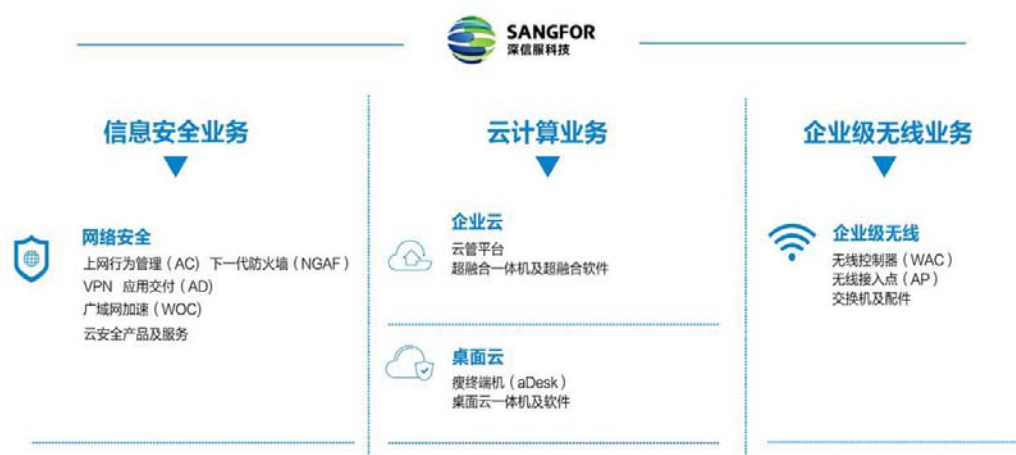 SANGFOR
深信服科技
信息安全业务
网络安全
上网行为管理（AC） 下一代防火墙（NGAF）
VPN 应用交付（AD）
广域网加速（WOC）
云安全产品及服务
云计算业务
企业云
云管平台
超融合一体机及超融合软件
桌面云
瘦终端机（aDesk）
桌面云一体机及软件
企业级无线业务
企业级无线
无线控制器（WAC）
无线接入点（AP）
交换机及配件